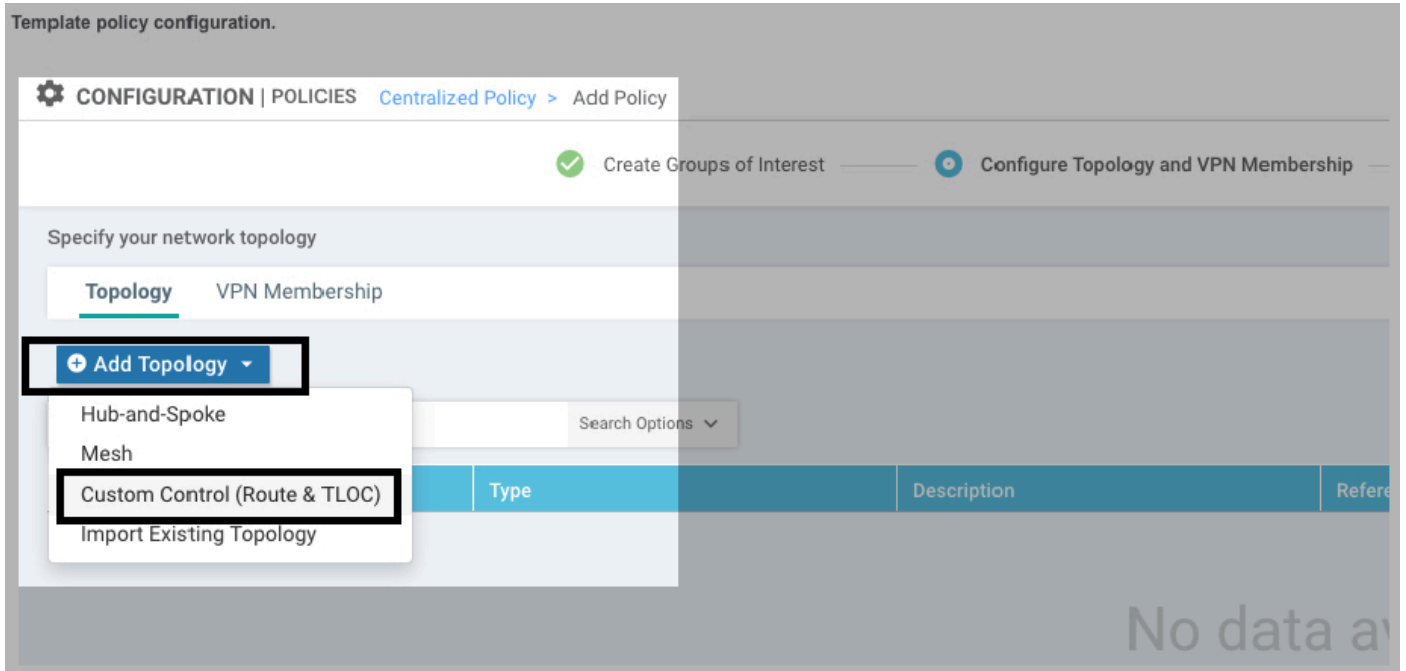 Template policy configuration.
CONFIGURATION | POLICIES Centralized Policy > Add Policy
Create Groups of Interest Configure Topology and VPN Membership
Specify your network topology
Topology VPN Membership
Add Topology
Hub-and-Spoke
Search Options
Mesh
Custom Control (Route & TLOC) Type Description Refere
Import Existing Topology
No data av